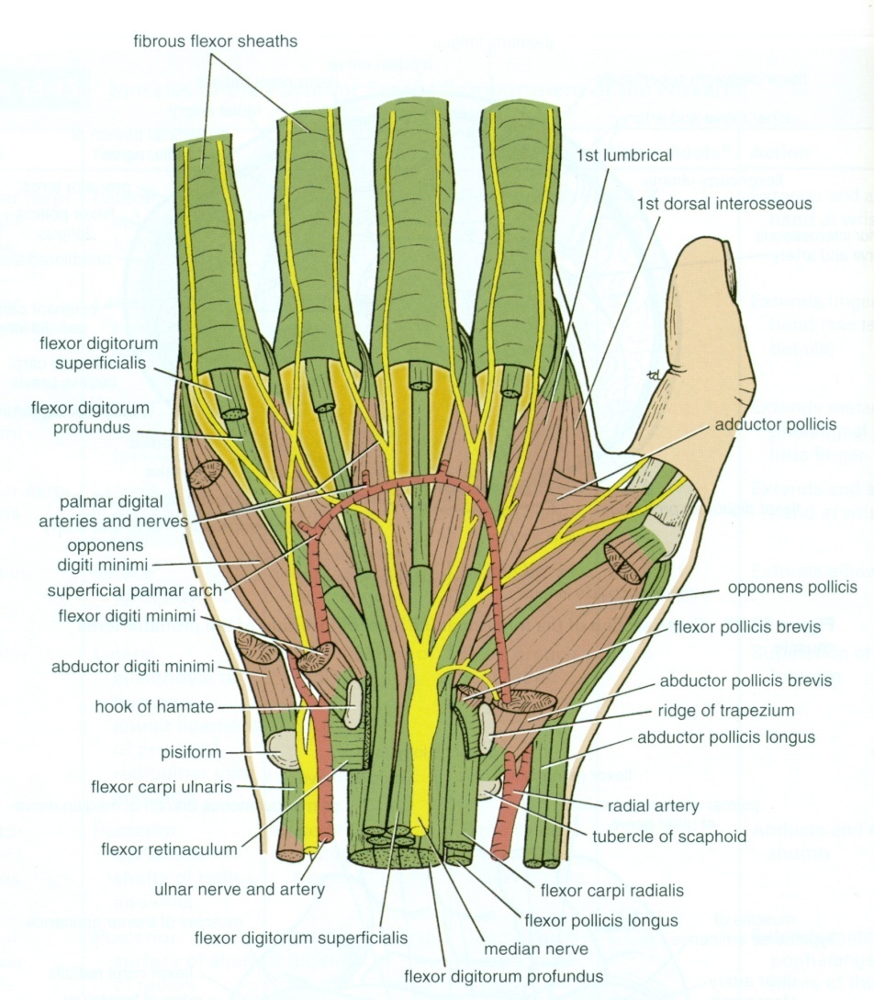 fibrous flexor sheaths
1st lumbrical
1st dorsal interosseous
flexor digitorum
superficialis
flexor digitorum
profundus
adductor pollicis
palmar digital
arteries and nerves
opponens
digiti minimi
superficial palmar arch
opponens pollicis
flexor digiti minimi
flexor pollicis brevis
abductor digiti minimi
abductor pollicis brevis
hook of hamate
ridge of trapezium
abductor pollicis longus
pisiform
flexor carpi ulnaris
radial artery
tubercle of scaphoid
flexor retinaculum
ulnar nerve and artery
flexor carpi radialis
flexor pollicis longus
flexor digitorum superficialis
median nerve
flexor digitorum profundus